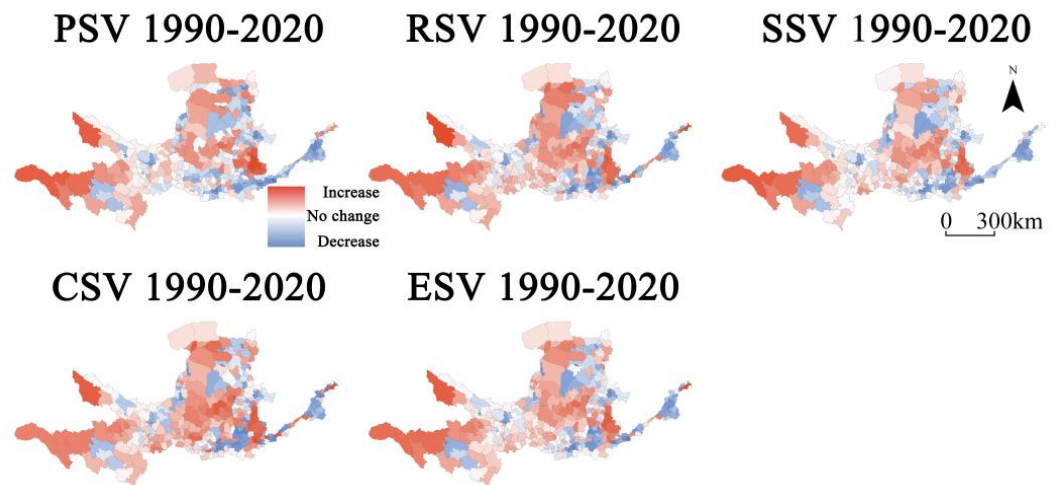 PSV 1990-2020
RSV 1990-2020
SSV 1990-2020
N
Increase
No change
Decrease
0 300km
CSV 1990-2020
ESV 1990-2020